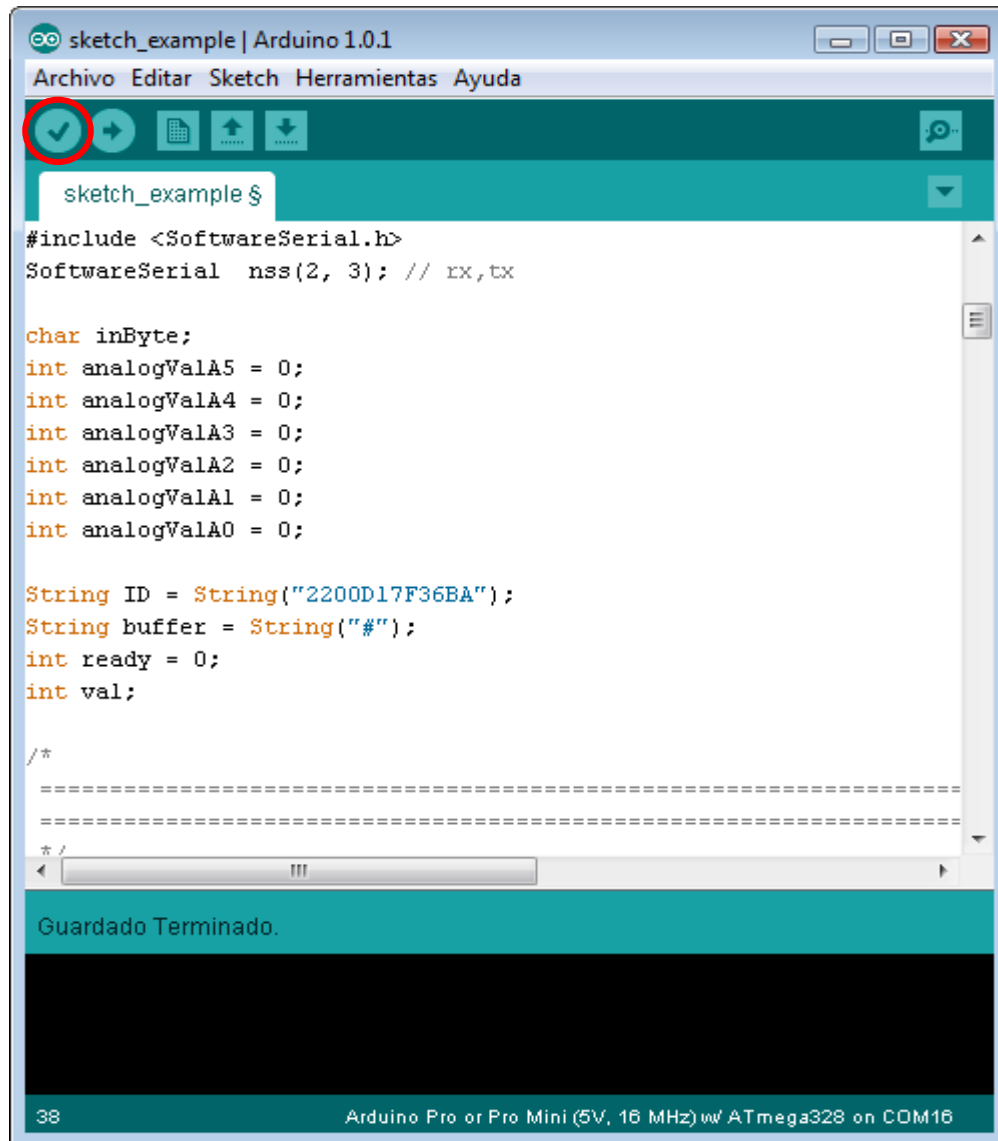 sketch_example | Arduino 1.0.1
Archivo Editar Sketch Herramientas Ayuda
sketch_example §
#include <SoftwareSerial.h>
SoftwareSerial  nss(2, 3); // rx,tx
char inByte;
int analogValA5 = 0;
int analogValA4 = 0;
int analogValA3 = 0;
int analogValA2 = 0;
int analogValA1 = 0;
int analogValA0 = 0;
String ID = String("2200D17F36BA");
String buffer = String("#");
int ready = 0;
int val;
/*
==================================================================
==================================================================
*/
Guardado Terminado.
38 Arduino Pro or Pro Mini (5V, 16 MHz) w/ ATmega328 on COM16